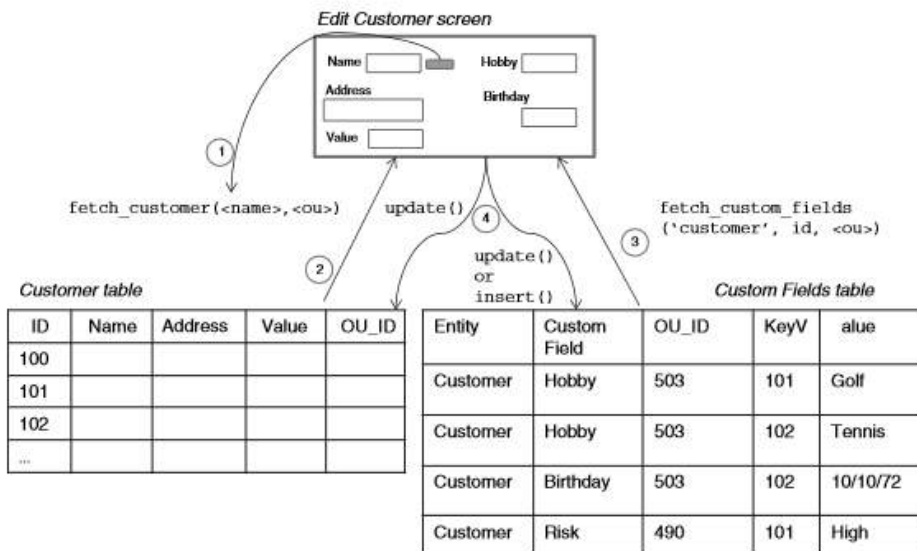 Edit Customer screen
Name
Hobby
Address
Birthday
Value
1
fetch_customer(<name>,<ou>)
update()
4
fetch_custom_fields
('customer', id, <ou>)
2
3
update()
or
insert()
Customer table
Custom Fields table
ID Name Address Value OU_ID
100
101
102
...
Entity Custom Field OU_ID KeyV alue
Customer Hobby 503 101 Golf
Customer Hobby 503 102 Tennis
Customer Birthday 503 102 10/10/72
Customer Risk 490 101 High